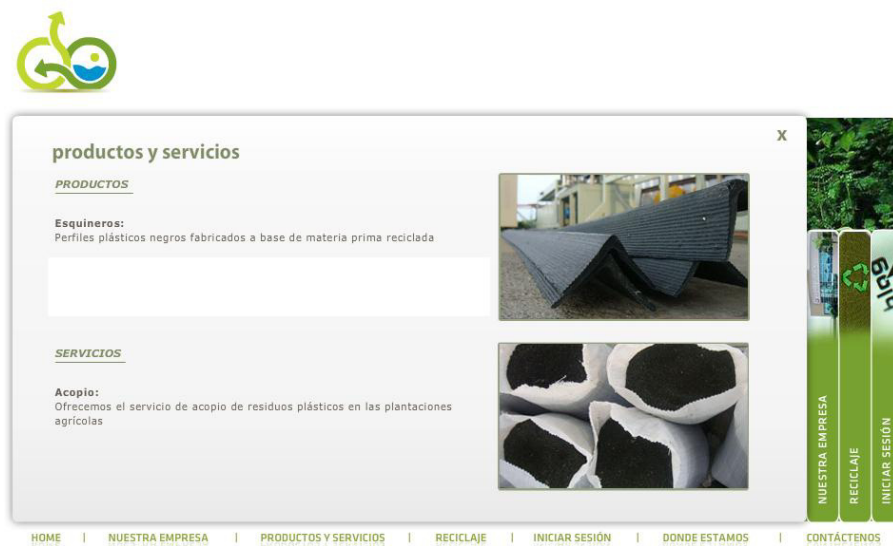 x
productos y servicios
PRODUCTOS
Esquineros:
Perfiles plásticos negros fabricados a base de materia prima reciclada
SERVICIOS
Acopio:
Ofrecemos el servicio de acopio de residuos plásticos en las plantaciones
agrícolas
NUESTRA EMPRESA
RECICLAJE
INICIAR SESIÓN
HOME | NUESTRA EMPRESA | PRODUCTOS Y SERVICIOS | RECICLAJE | INICIAR SESIÓN | DONDE ESTAMOS | CONTÁCTENOS